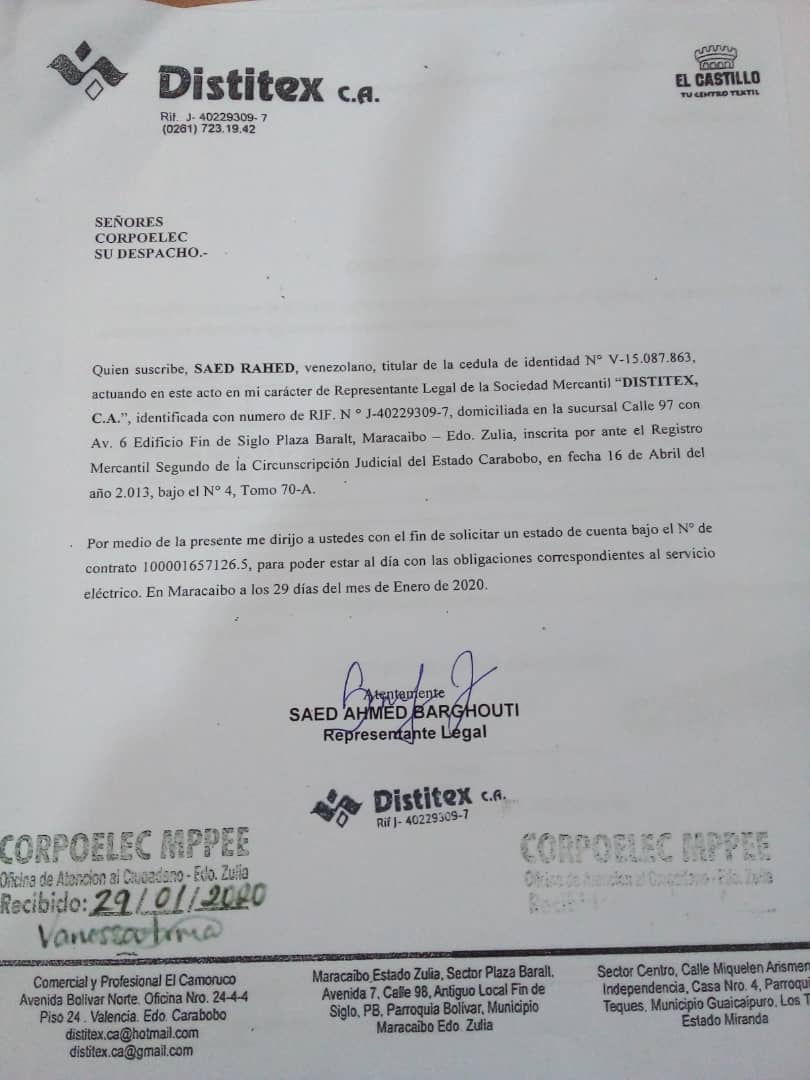 Distitex C.A.
Rif. J- 40229309- 7
(0261) 723.19.42
EL CASTILLO
TU CENTRO TEXTIL
SEÑORES
CORPOELEC
SU DESPACHO.-
Quien suscribe, SAED RAHED, venezolano, titular de la cedula de identidad N° V-15.087.863,
actuando en este acto en mi carácter de Representante Legal de la Sociedad Mercantil “DISTITEX,
C.A.”, identificada con numero de RIF. N ° J-40229309-7, domiciliada en la sucursal Calle 97 con
Av. 6 Edificio Fin de Siglo Plaza Baralt, Maracaibo – Edo. Zulia, inscrita por ante el Registro
Mercantil Segundo de la Circunscripción Judicial del Estado Carabobo, en fecha 16 de Abril del
año 2.013, bajo el N° 4, Tomo 70-A.
Por medio de la presente me dirijo a ustedes con el fin de solicitar un estado de cuenta bajo el N° de
contrato 100001657126.5, para poder estar al día con las obligaciones correspondientes al servicio
eléctrico. En Maracaibo a los 29 días del mes de Enero de 2020.
Atentamente
SAED AHMED BARGHOUTI
Representante Legal
Distitex C.A.
Rif J- 40229309-7
CORPOELEC MPPEE
Oficina de Atencion al Ciudadano - Edo. Zulia
Recibido: 29/01/2020
CORPOELEC MPPEE
Oficina de Atencion al Ciudadano - Edo. Zulia
Comercial y Profesional El Camoruco
Avenida Bolivar Norte. Oficina Nro. 24-4-4
Piso 24 . Valencia. Edo. Carabobo
distitex.ca@hotmail.com
distitex.ca@gmail.com
Maracaibo Estado Zulia, Sector Plaza Baralt,
Avenida 7, Calle 98, Antiguo Local Fin de
Siglo, PB, Parroquia Bolívar, Municipio
Maracaibo Edo. Zulia
Sector Centro, Calle Miquelen Arismen
Independencia, Casa Nro. 4, Parroqui
Teques, Municipio Guaicaipuro, Los T
Estado Miranda